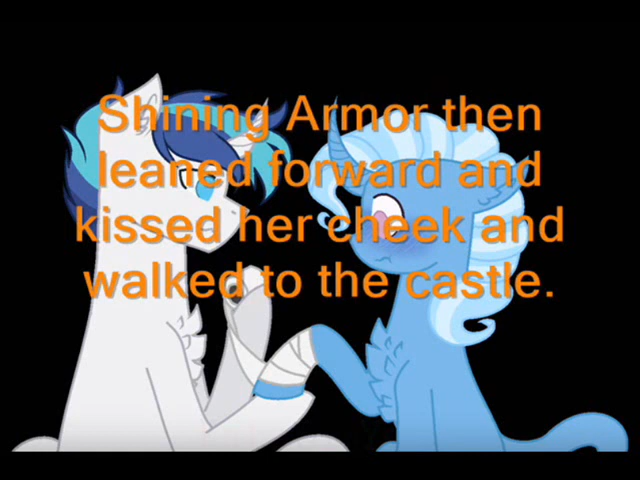 Shining Armor then
leaned forward and
kissed her cheek and
walked to the castle.